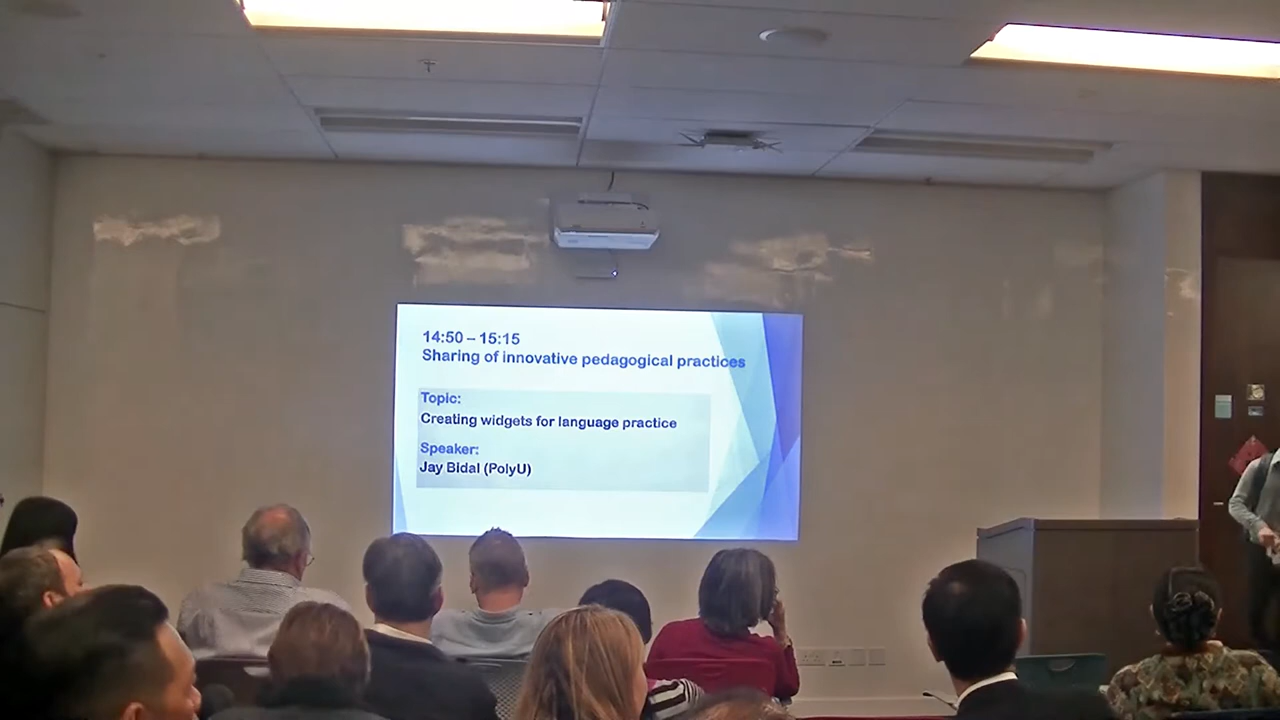 14:50 – 15:15
Sharing of innovative pedagogical practices
Topic:
Creating widgets for language practice
Speaker:
Jay Bidal (PolyU)